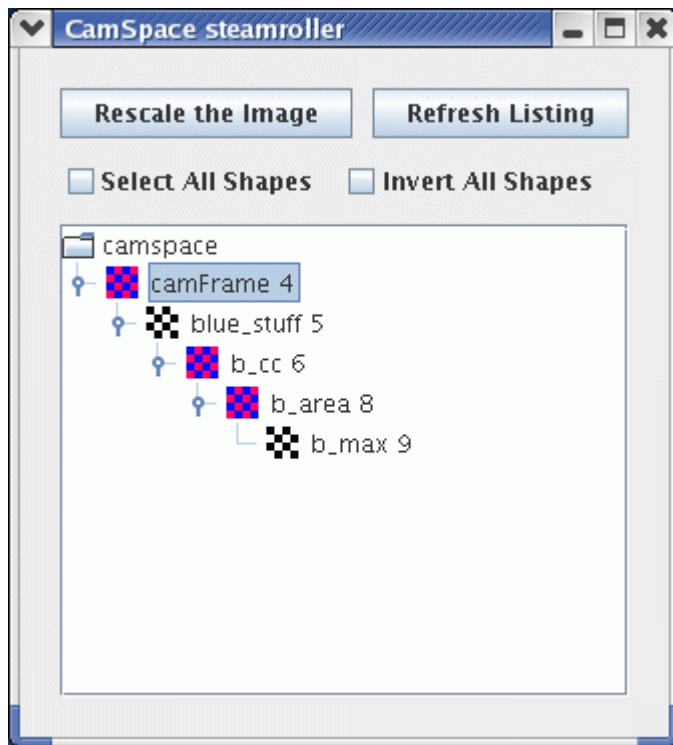 CamSpace steamroller
Rescale the Image Refresh Listing
Select All Shapes Invert All Shapes
camspace
camFrame 4
blue_stuff 5
b_cc 6
b_area 8
b_max 9